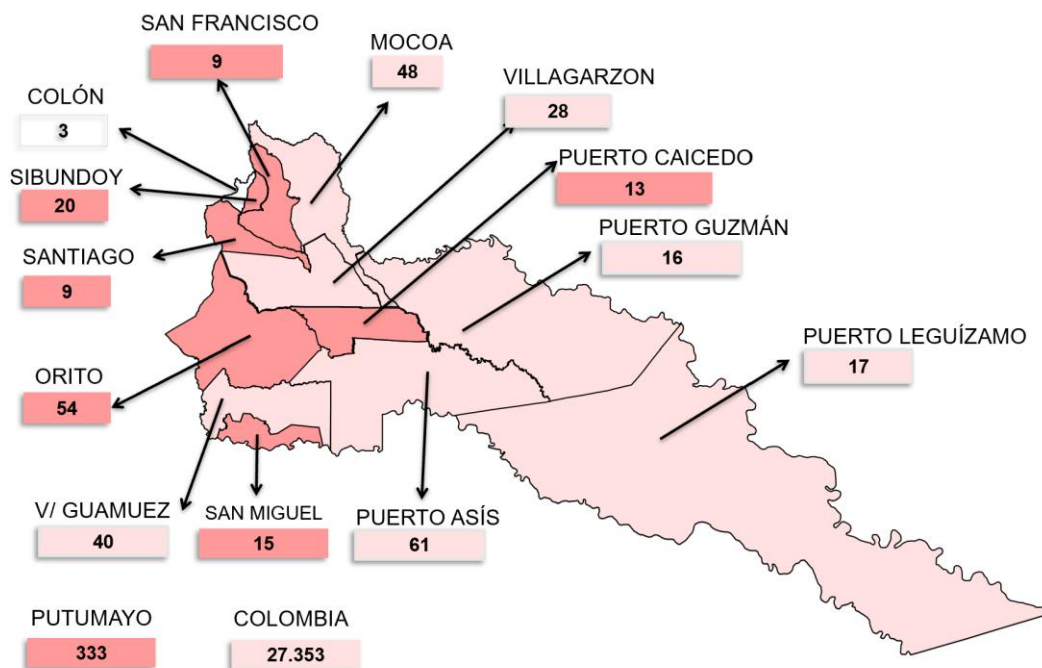 SAN FRANCISCO
9
MOCOA
48
VILLAGARZON
28
COLÓN
3
SIBUNDOY
20
PUERTO CAICEDO
13
SANTIAGO
9
PUERTO GUZMÁN
16
PUERTO LEGUÍZAMO
17
ORITO
54
V/ GUAMUEZ
40
SAN MIGUEL
15
PUERTO ASÍS
61
PUTUMAYO
333
COLOMBIA
27.353